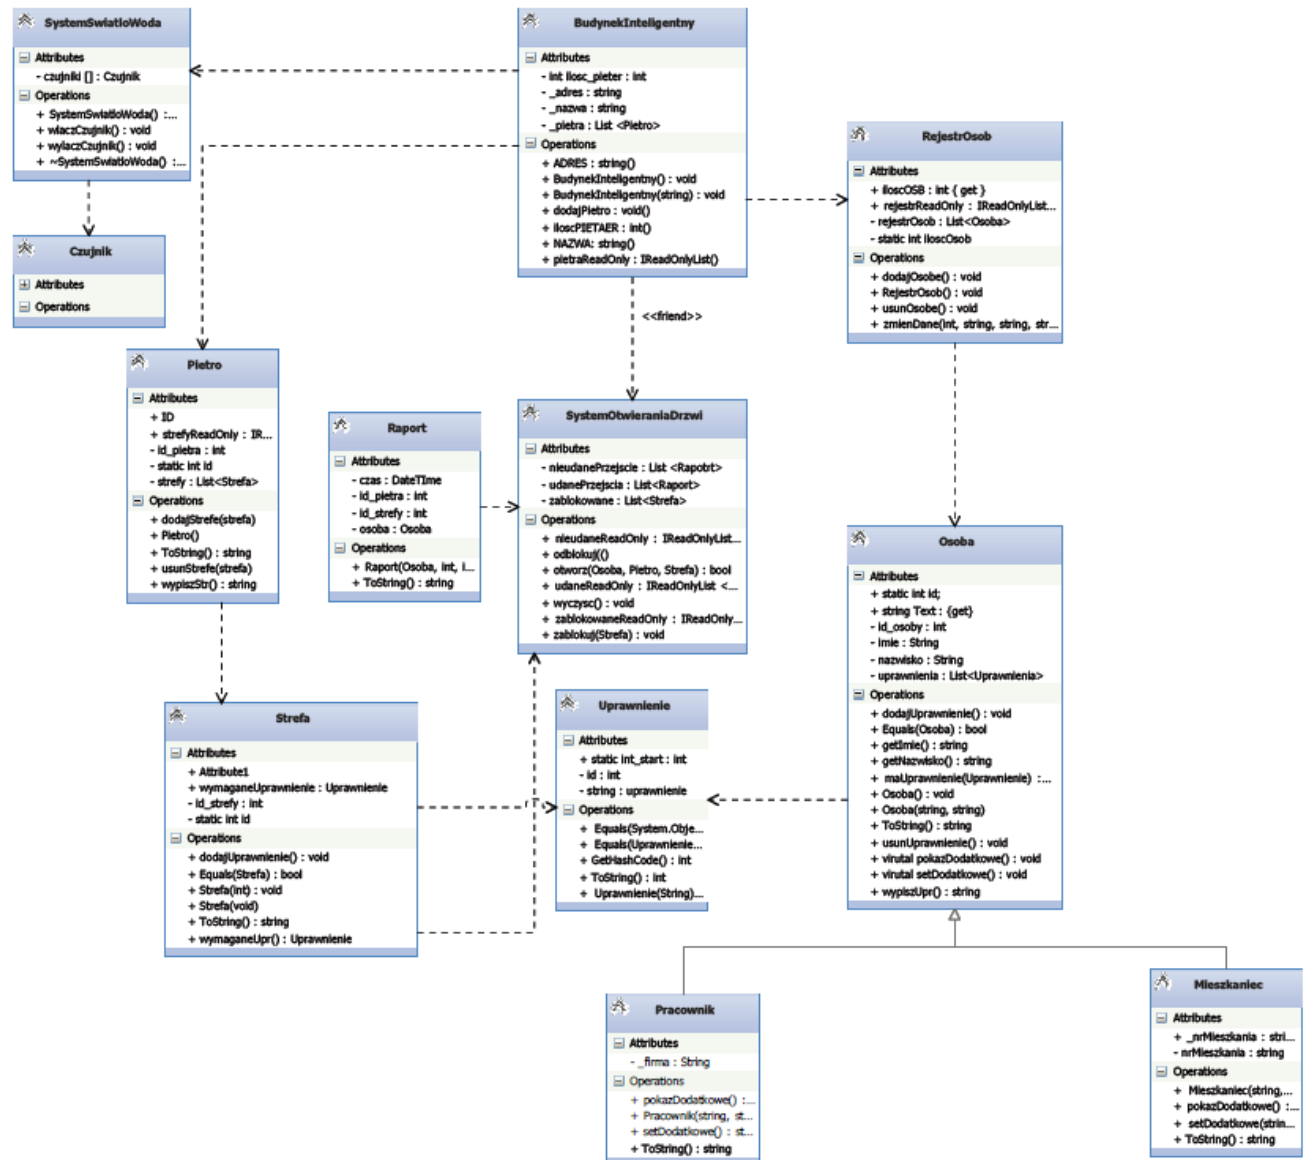 SystemSwiatloWoda
Attributes
- czujniki [] : Czujnik
Operations
+ SystemSwiatloWoda() :...
+ wlaczCzujnik() : void
+ wylaczCzujnik() : void
+ ~SystemSwiatloWoda() :...
BudynekInteligentny
Attributes
- int ilosc_pieter : int
- _adres : string
- _nazwa : string
- _pietra : List <Pietro>
Operations
+ ADRES : string()
+ BudynekInteligentny() : void
+ BudynekInteligentny(string) : void
+ dodajPietro : void()
+ iloscPIETAER : int()
+ NAZWA: string()
+ pietraReadOnly : IReadOnlyList()
RejestrOsob
Attributes
+ iloscOSB : int { get }
+ rejestrReadOnly : IReadOnlyList...
- rejestrOsob : List<Osoba>
- static int iloscOsob
Operations
+ dodajOsobe() : void
+ RejestrOsob() : void
+ usunOsobe() : void
+ zmienDane(int, string, string, str...
Czujnik
Attributes
Operations
<<friend>>
Pietro
Attributes
+ ID
+ strefyReadOnly : IR...
- id_pietra : int
- static int id
- strefy : List<Strefa>
Operations
+ dodajStrefe(strefa)
+ Pietro()
+ ToString() : string
+ usunStrefe(strefa)
+ wypiszStr() : string
Raport
Attributes
- czas : DateTIme
- id_pietra : int
- id_strefy : int
- osoba : Osoba
Operations
+ Raport(Osoba, int, i...
+ ToString() : string
SystemOtwieraniaDrzwi
Attributes
- nieudanePrzejscie : List <Rapotrt>
- udanePrzejscia : List<Raport>
- zablokowane : List<Strefa>
Operations
+ nieudaneReadOnly : IReadOnlyList...
+ odblokuj(()
+ otworz(Osoba, Pietro, Strefa) : bool
+ udaneReadOnly : IReadOnlyList <...
+ wyczysc() : void
+ zablokowaneReadOnly : IReadOnly...
+ zablokuj(Strefa) : void
Osoba
Attributes
+ static int id;
+ string Text : {get}
- id_osoby : int
- imie : String
- nazwisko : String
- uprawnienia : List<Uprawnienia>
Operations
+ dodajUprawnienie() : void
+ Equals(Osoba) : bool
+ getImie() : string
+ getNazwisko() : string
+ maUprawnienie(Uprawnienie) :...
+ Osoba() : void
+ Osoba(string, string)
+ ToString() : string
+ usunUprawnienie() : void
+ virutal pokazDodatkowe() : void
+ virutal setDodatkowe() : void
+ wypiszUpr() : string
Strefa
Attributes
+ Attribute1
+ wymaganeUprawnienie : Uprawnienie
- id_strefy : int
- static int id
Operations
+ dodajUprawnienie() : void
+ Equals(Strefa) : bool
+ Strefa(int) : void
+ Strefa(void)
+ ToString() : string
+ wymaganeUpr() : Uprawnienie
Uprawnienie
Attributes
+ static int_start : int
- id : int
- string : uprawnienie
Operations
+ Equals(System.Obje...
+ Equals(Uprawnienie...
+ GetHashCode() : int
+ ToString() : int
+ Uprawnienie(String)....
Pracownik
Attributes
- _firma : String
Operations
+ pokazDodatkowe() :...
+ Pracownik(string, st...
+ setDodatkowe() : st...
+ ToString() : string
Mieszkaniec
Attributes
+ _nrMieszkania : stri...
- nrMieszkania : string
Operations
+ Mieszkaniec(string,...
+ pokazDodatkowe() :...
+ setDodatkowe(strin...
+ ToString() : string